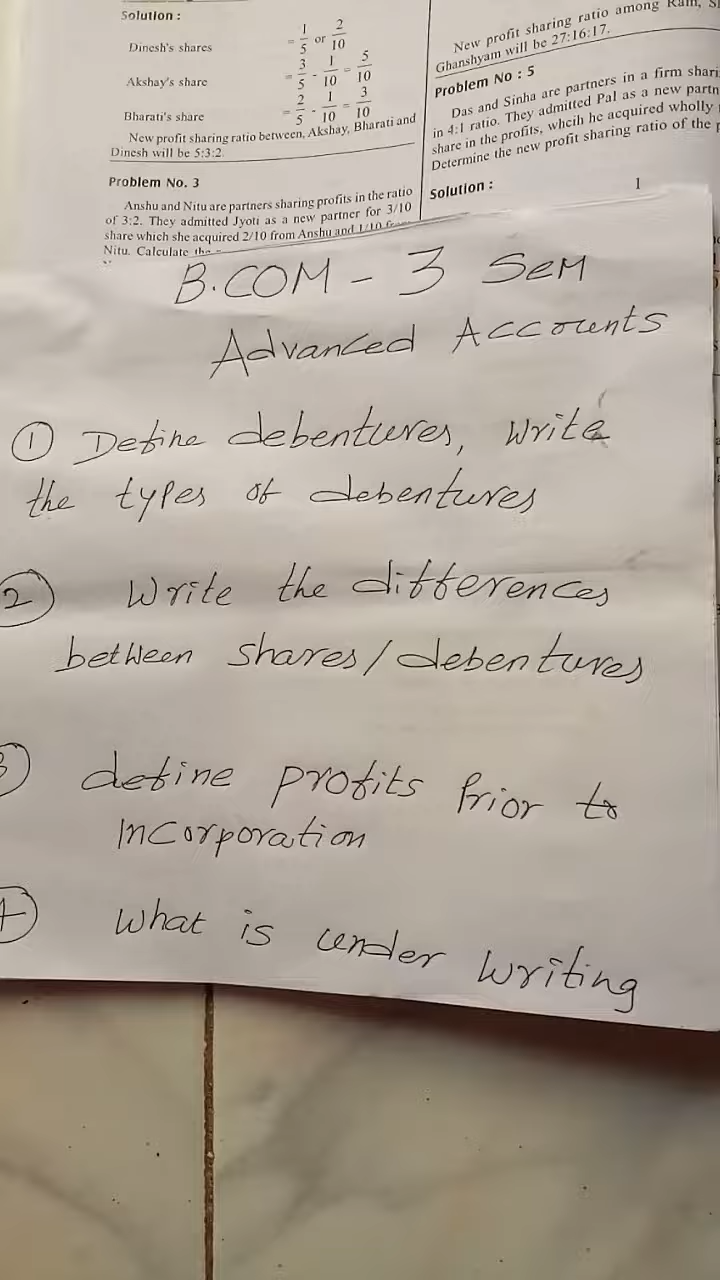 Solution :
Dinesh's shares = 1/5 or 2/10
Akshay's share = 3/5 - 1/10 = 5/10
Bharati's share = 2/5 - 1/10 = 3/10
New profit sharing ratio between, Akshay, Bharati and
Dinesh will be 5:3:2.
Problem No. 3
Anshu and Nitu are partners sharing profits in the ratio
of 3:2. They admitted Jyoti as a new partner for 3/10
share which she acquired 2/10 from Anshu and 1/10
Nitu. Calculate
New profit sharing ratio among Ram,
Ghanshyam will be 27:16:17.
Problem No : 5
Das and Sinha are partners in a firm
in 4:1 ratio. They admitted Pal as a new
share in the profits, whcih he acquired wholly
Determine the new profit sharing ratio of the
Solution :
B.COM - 3 SeM
Advanced Accounts
① Define debentures, Write
the types of debentures
② Write the differences
between shares/debentures
define profits Prior to
Incorporation
What is under writing